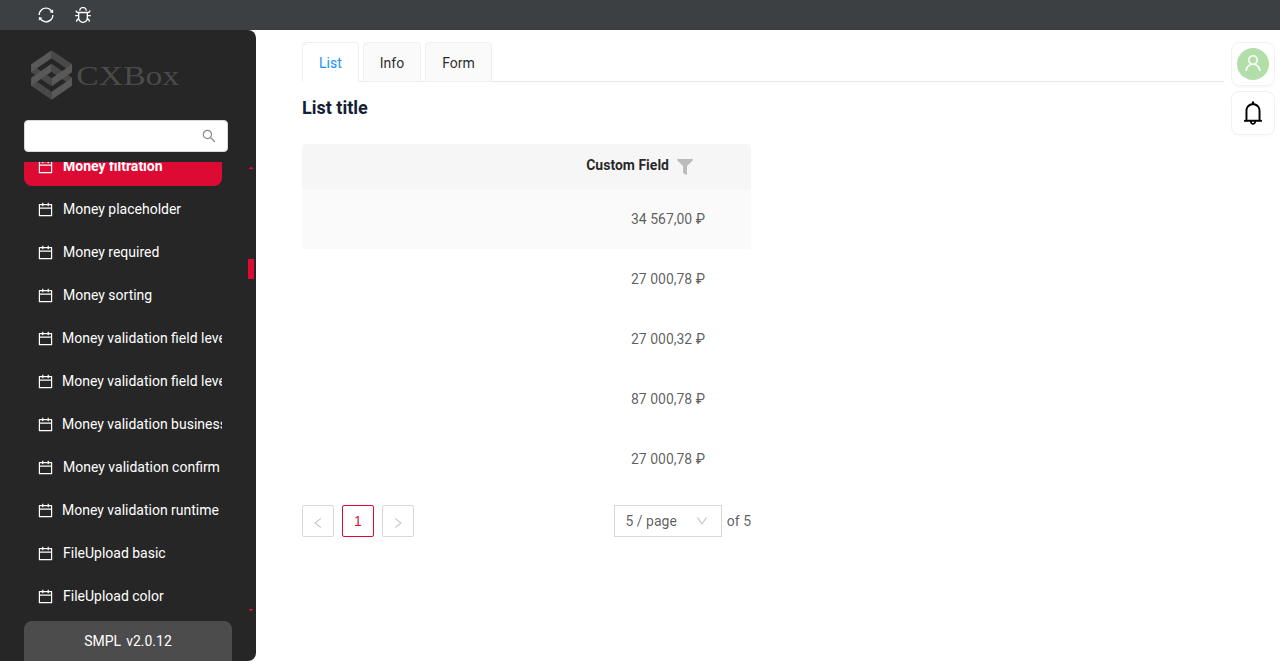 CXBox
Money filtration
Money placeholder
Money required
Money sorting
Money validation field leve
Money validation field leve
Money validation business
Money validation confirm
Money validation runtime
FileUpload basic
FileUpload color
SMPL v2.0.12
List
Info
Form
List title
Custom Field
34 567,00 ₽
27 000,78 ₽
27 000,32 ₽
87 000,78 ₽
27 000,78 ₽
1
5 / page
of 5